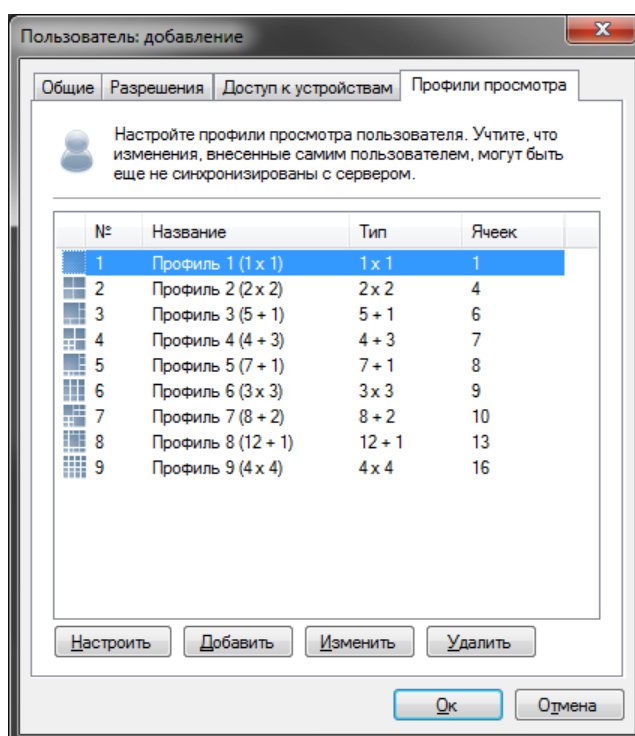 Пользователь: добавление
Общие Разрешения Доступ к устройствам Профили просмотра
Настройте профили просмотра пользователя. Учтите, что
изменения, внесенные самим пользователем, могут быть
еще не синхронизированы с сервером.
№ Название Тип Ячеек
1 Профиль 1 (1 x 1) 1 x 1 1
2 Профиль 2 (2 x 2) 2 x 2 4
3 Профиль 3 (5 + 1) 5 + 1 6
4 Профиль 4 (4 + 3) 4 + 3 7
5 Профиль 5 (7 + 1) 7 + 1 8
6 Профиль 6 (3 x 3) 3 x 3 9
7 Профиль 7 (8 + 2) 8 + 2 10
8 Профиль 8 (12 + 1) 12 + 1 13
9 Профиль 9 (4 x 4) 4 x 4 16
Настроить Добавить Изменить Удалить
Ок Отмена